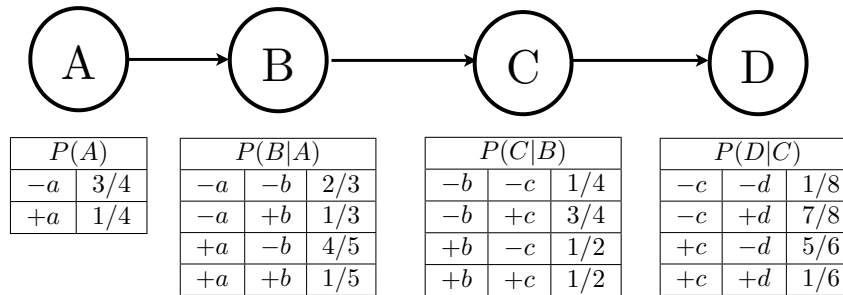 A B C D
P(A) P(B|A) P(C|B) P(D|C)
−a 3/4 −a −b 2/3 −b −c 1/4 −c −d 1/8
+a 1/4 −a +b 1/3 −b +c 3/4 −c +d 7/8
+a −b 4/5 +b −c 1/2 +c −d 5/6
+a +b 1/5 +b +c 1/2 +c +d 1/6